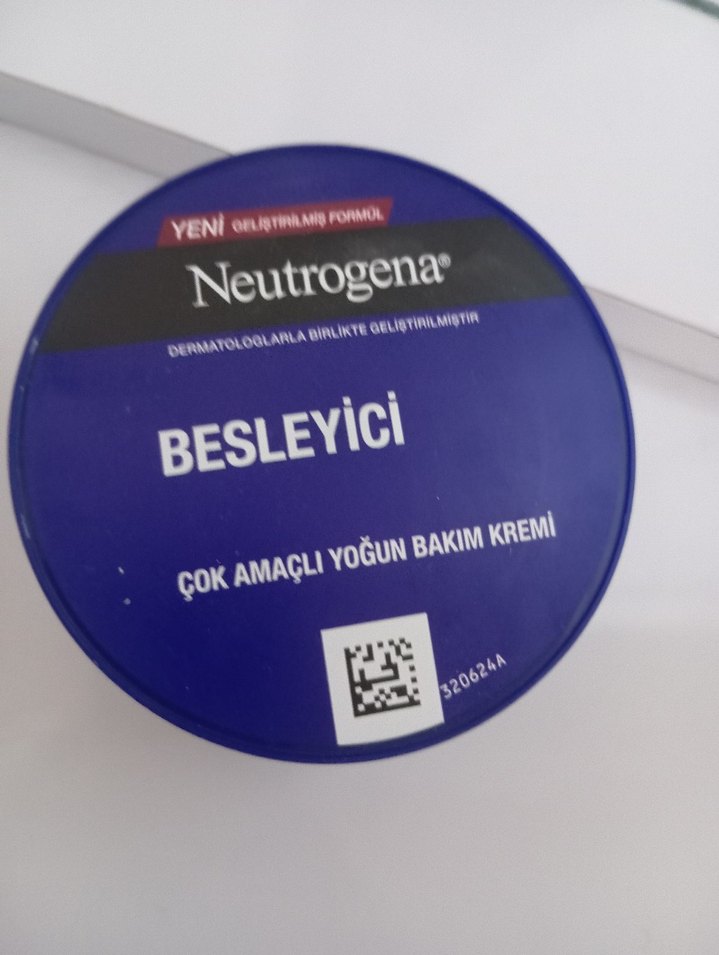 YENİ GELİŞTİRİLMİŞ FORMÜL
Neutrogena®
DERMATOLOGLARLA BİRLİKTE GELİŞTİRİLMİŞTİR
BESLEYİCİ
ÇOK AMAÇLI YOĞUN BAKIM KREMİ
320624A